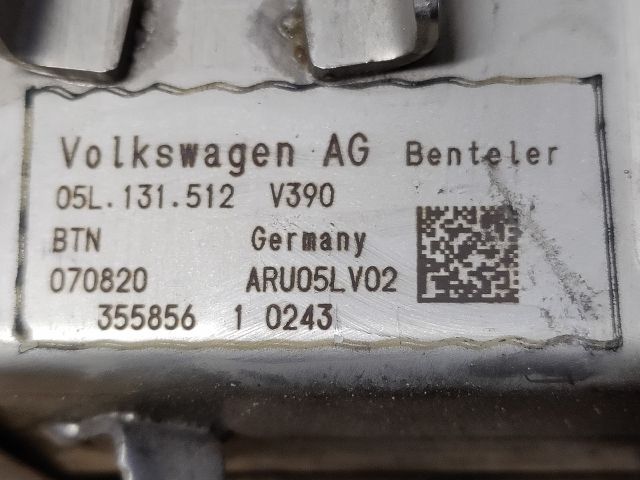 Volkswagen AG Benteler
05L.131.512 V390
BTN Germany
070820 ARU05LV02
355856 1 0243